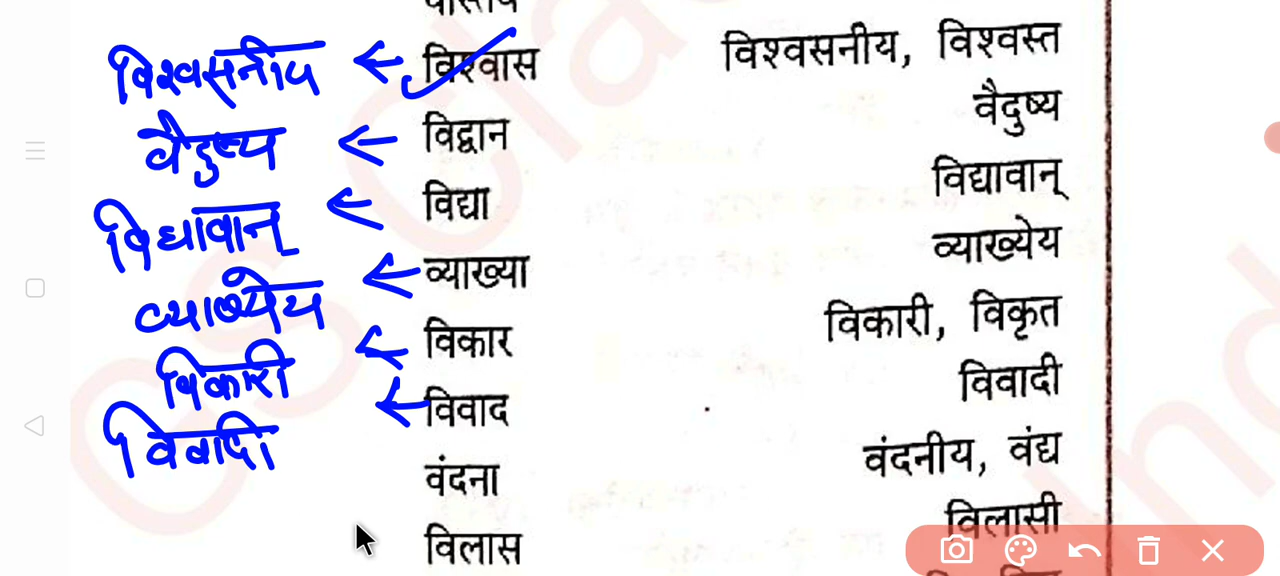 विश्वसनीय ← विश्वास विश्वसनीय, विश्वस्त
वैदुष्य ← विद्वान वैदुष्य
विद्यावान् ← विद्या विद्यावान्
व्याख्येय ← व्याख्या व्याख्येय
विकारी ← विकार विकारी, विकृत
विवादी ← विवाद विवादी
वंदना वंदनीय, वंद्य
विलास विलासी